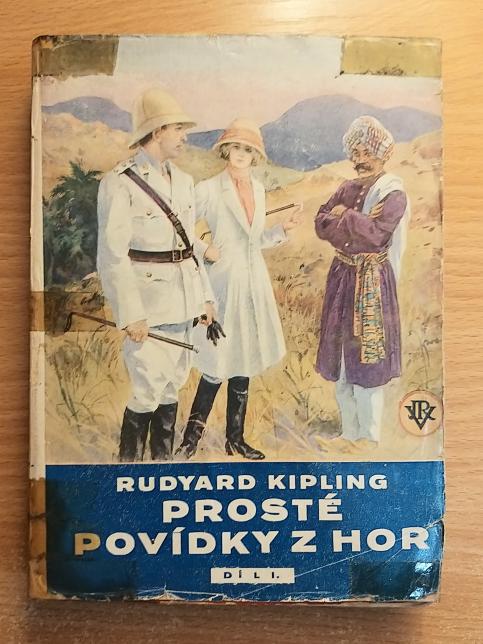 RUDYARD KIPLING
PROSTÉ
POVÍDKY Z HOR
DÍL I.